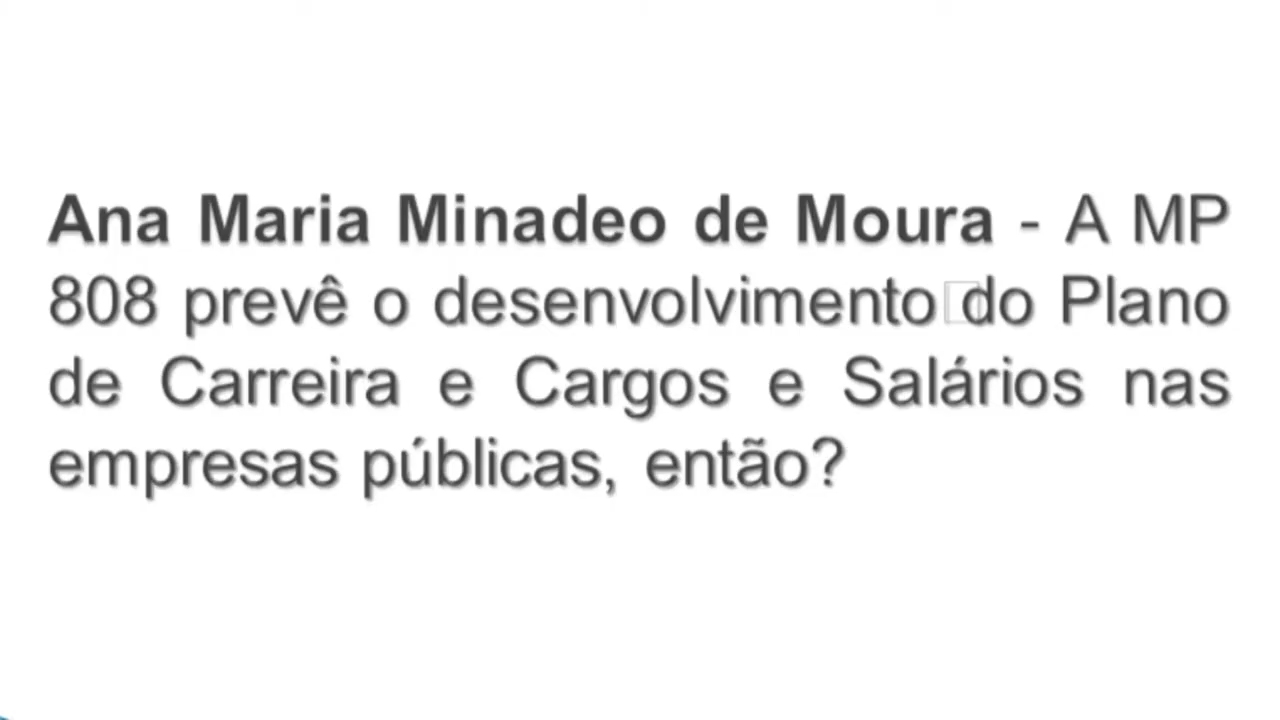 Ana Maria Minadeo de Moura - A MP
808 prevê o desenvolvimento do Plano
de Carreira e Cargos e Salários nas
empresas públicas, então?